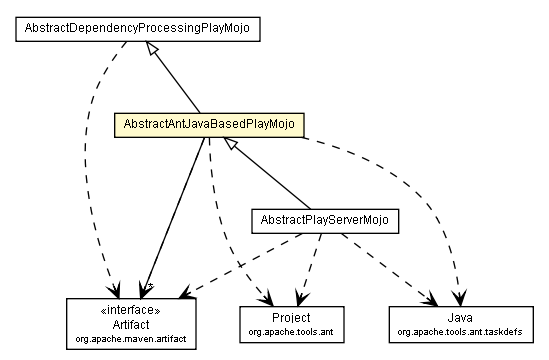 AbstractDependencyProcessingPlayMojo
AbstractAntJavaBasedPlayMojo
AbstractPlayServerMojo
*
«interface»
Artifact
org.apache.maven.artifact
Project
org.apache.tools.ant
Java
org.apache.tools.ant.taskdefs